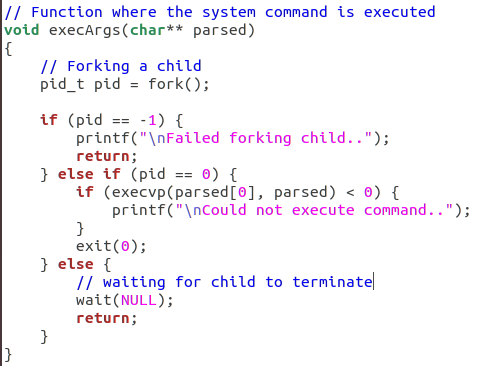 // Function where the system command is executed
void execArgs(char** parsed)
{
    // Forking a child
    pid_t pid = fork();

    if (pid == -1) {
        printf("\nFailed forking child..");
        return;
    } else if (pid == 0) {
        if (execvp(parsed[0], parsed) < 0) {
            printf("\nCould not execute command..");
        }
        exit(0);
    } else {
        // waiting for child to terminate
        wait(NULL);
        return;
    }
}